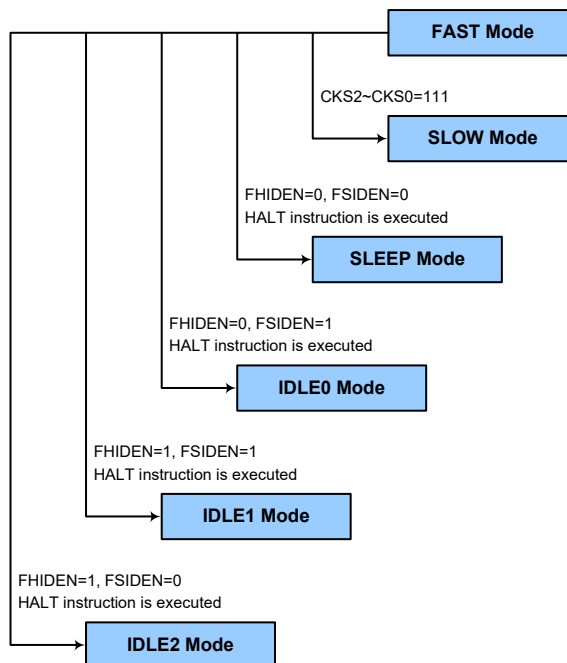 FAST Mode
CKS2~CKS0=111
SLOW Mode
FHIDEN=0, FSIDEN=0
HALT instruction is executed
SLEEP Mode
FHIDEN=0, FSIDEN=1
HALT instruction is executed
IDLE0 Mode
FHIDEN=1, FSIDEN=1
HALT instruction is executed
IDLE1 Mode
FHIDEN=1, FSIDEN=0
HALT instruction is executed
IDLE2 Mode